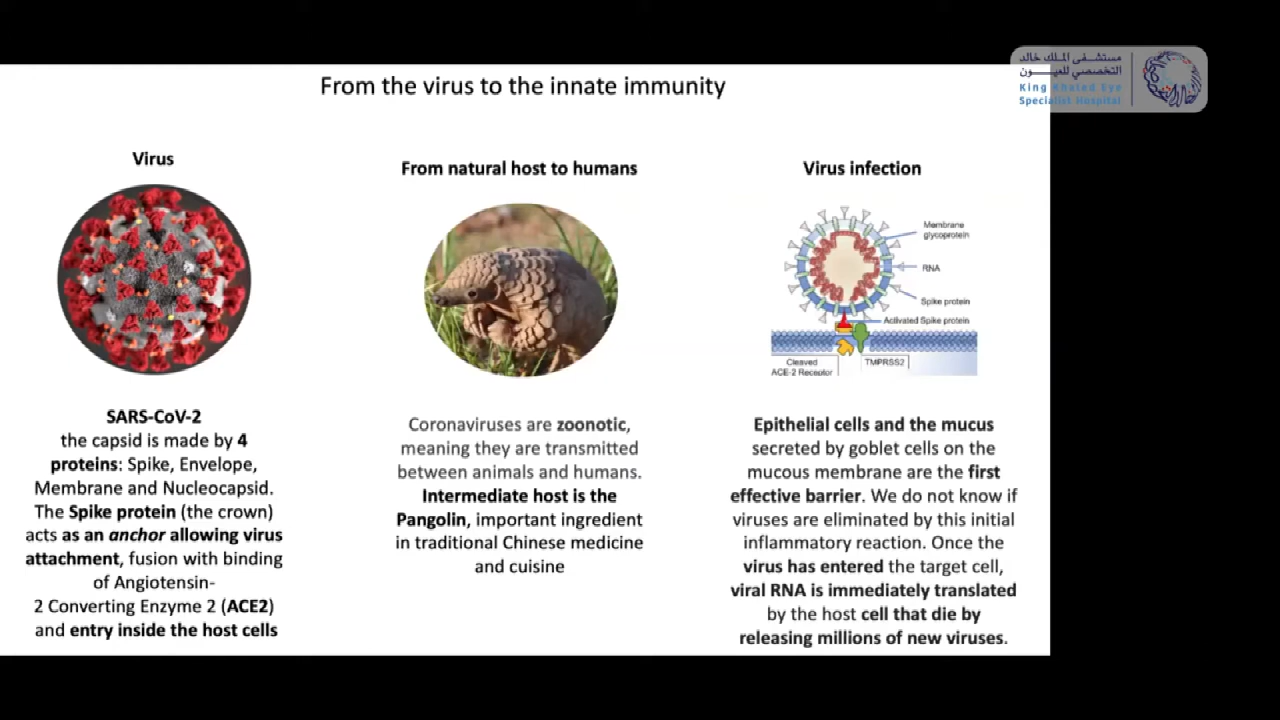 From the virus to the innate immunity
مستشفى الملك خالد
التخصصي للعيون
King Khaled Eye
Specialist Hospital
Virus
SARS-CoV-2
the capsid is made by 4
proteins: Spike, Envelope,
Membrane and Nucleocapsid.
The Spike protein (the crown)
acts as an anchor allowing virus
attachment, fusion with binding
of Angiotensin-
2 Converting Enzyme 2 (ACE2)
and entry inside the host cells
From natural host to humans
Coronaviruses are zoonotic,
meaning they are transmitted
between animals and humans.
Intermediate host is the
Pangolin, important ingredient
in traditional Chinese medicine
and cuisine
Virus infection
Membrane
glycoprotein
RNA
Spike protein
Activated Spike protein
Cleaved
ACE-2 Receptor
TMPRSS2
Epithelial cells and the mucus
secreted by goblet cells on the
mucous membrane are the first
effective barrier. We do not know if
viruses are eliminated by this initial
inflammatory reaction. Once the
virus has entered the target cell,
viral RNA is immediately translated
by the host cell that die by
releasing millions of new viruses.